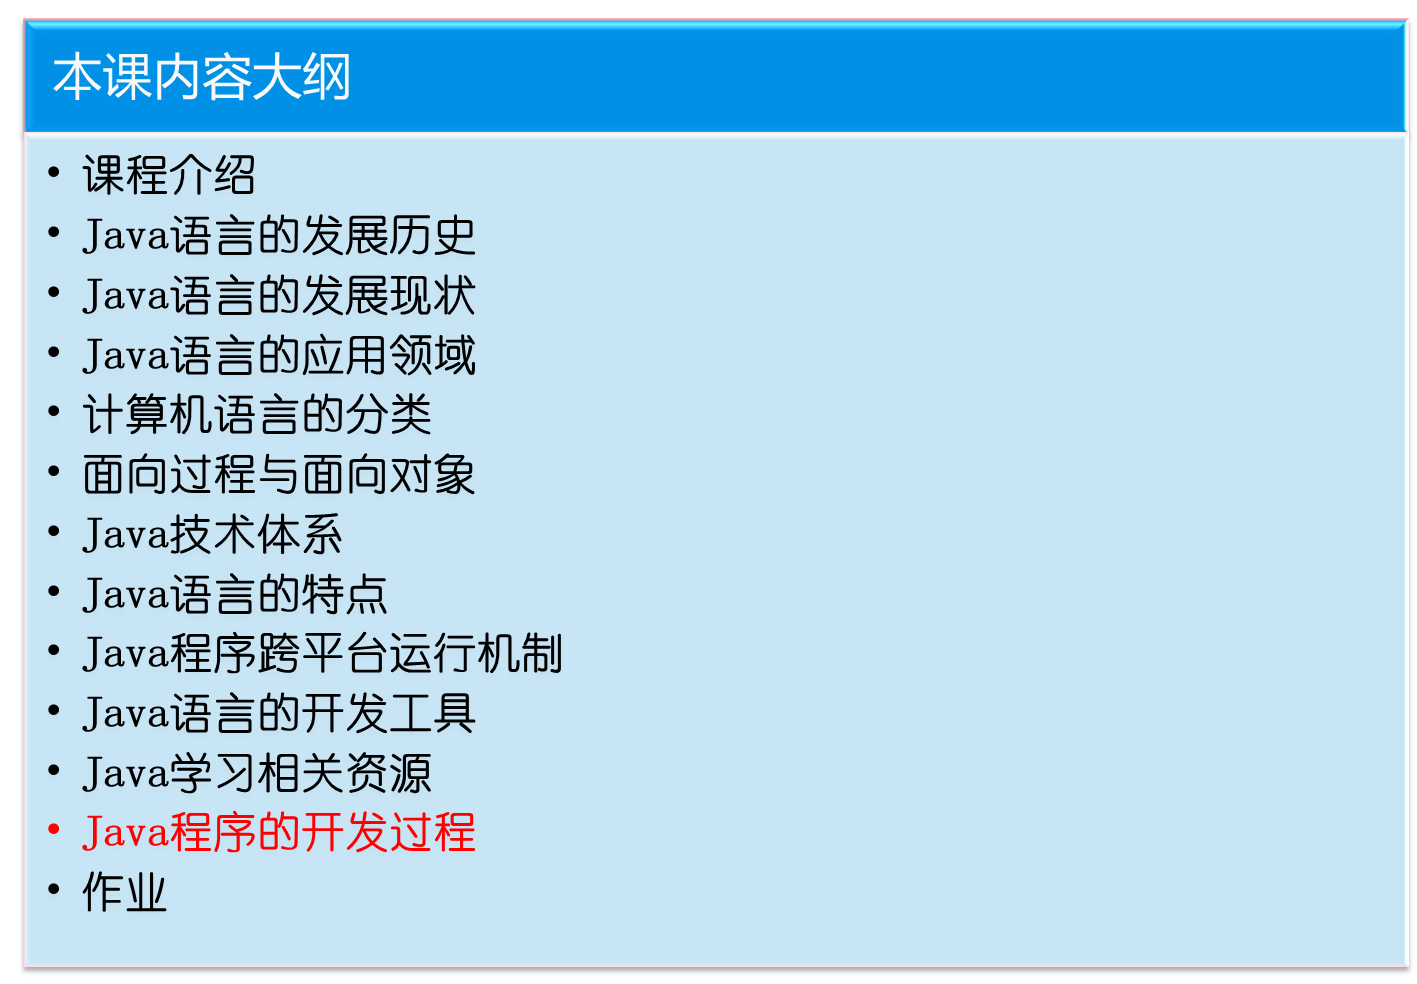 本课内容大纲
• 课程介绍
• Java语言的发展历史
• Java语言的发展现状
• Java语言的应用领域
• 计算机语言的分类
• 面向过程与面向对象
• Java技术体系
• Java语言的特点
• Java程序跨平台运行机制
• Java语言的开发工具
• Java学习相关资源
• Java程序的开发过程
• 作业